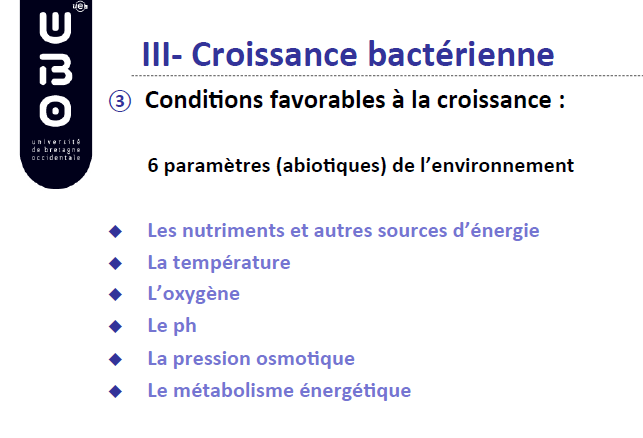 ueb
UBO
université
de bretagne
occidentale
III- Croissance bactérienne
③ Conditions favorables à la croissance :
6 paramètres (abiotiques) de l’environnement
◆ Les nutriments et autres sources d’énergie
◆ La température
◆ L’oxygène
◆ Le ph
◆ La pression osmotique
◆ Le métabolisme énergétique